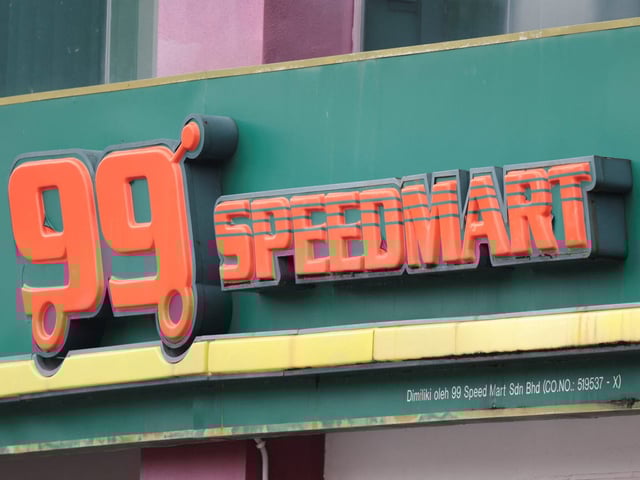 99 SPEEDMART
Dimiliki oleh 99 Speed Mart Sdn Bhd (CO.NO.: 519537 - X)